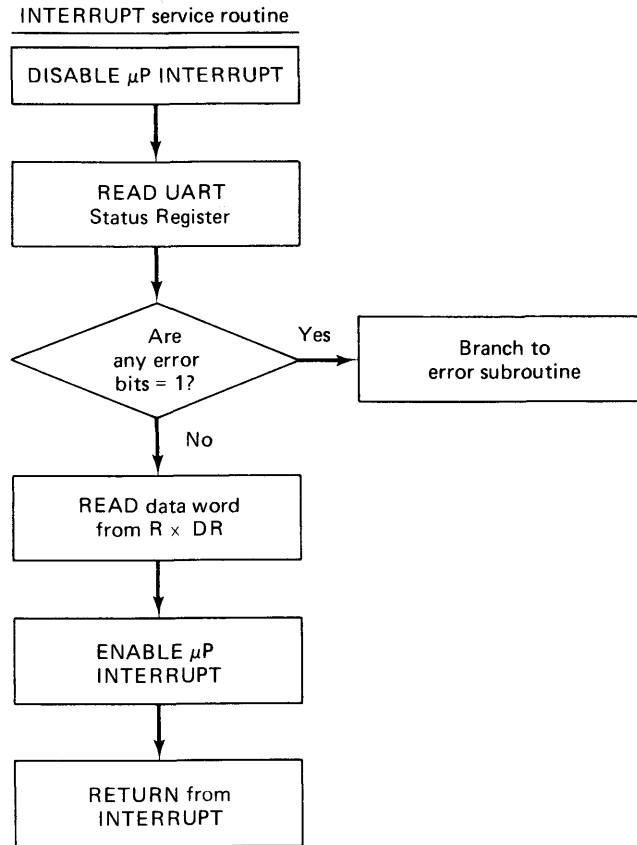 INTERRUPT service routine
DISABLE μP INTERRUPT
READ UART
Status Register
Are
any error
bits = 1?
Yes
Branch to
error subroutine
No
READ data word
from R × DR
ENABLE μP
INTERRUPT
RETURN from
INTERRUPT